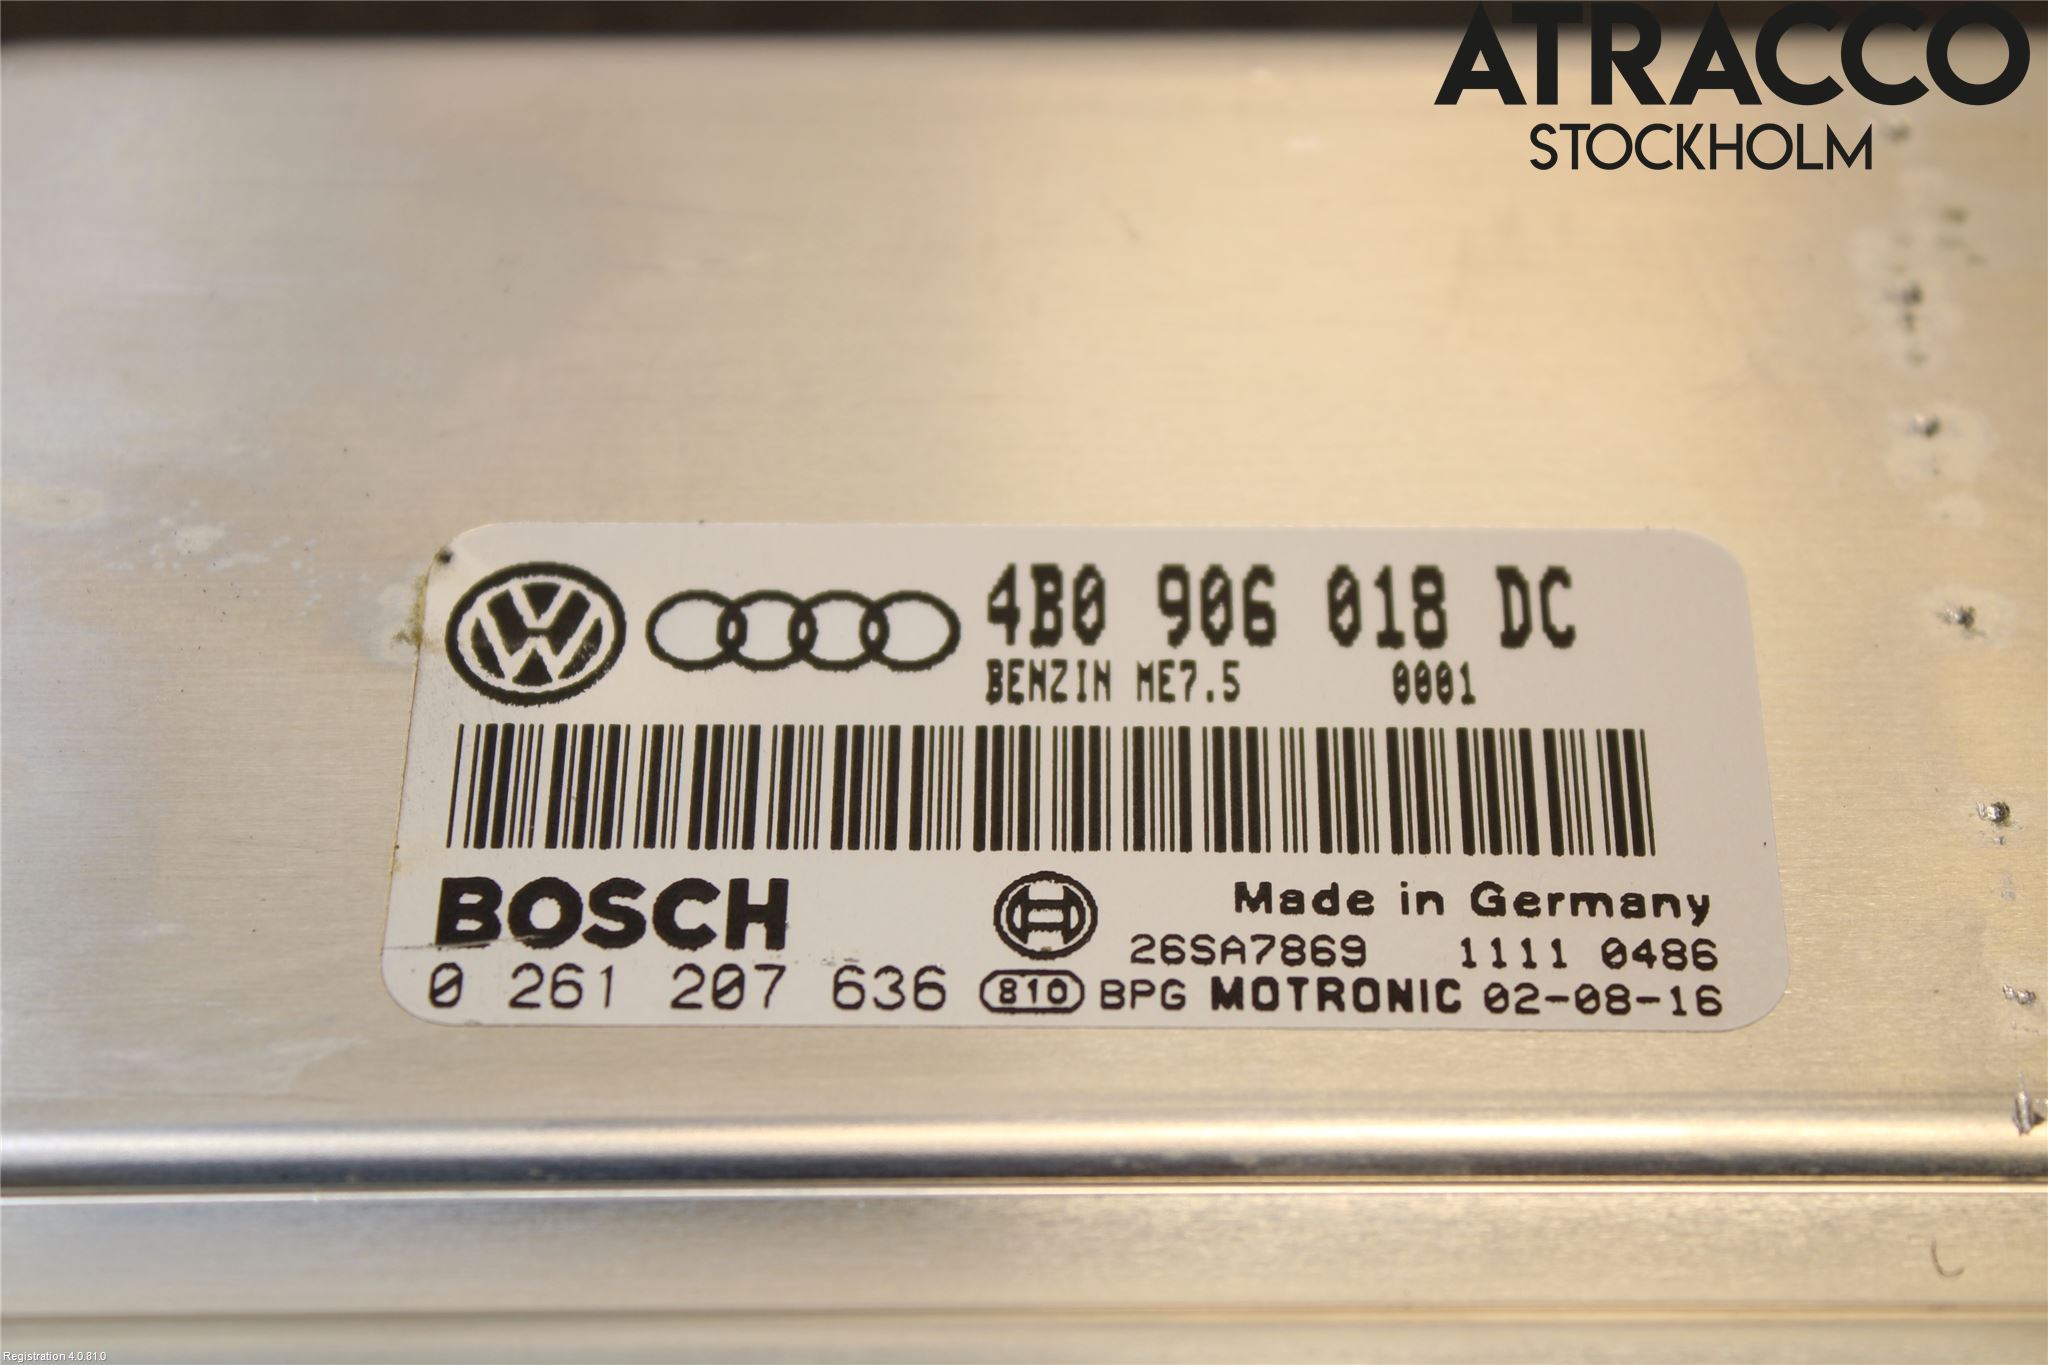 ATRACCO
STOCKHOLM
4B0 906 018 DC
BENZIN ME7.5 0001
BOSCH
Made in Germany
26SA7869 1111 0486
0 261 207 636 810 BPG MOTRONIC 02-08-16
Registration 4.0.81.0